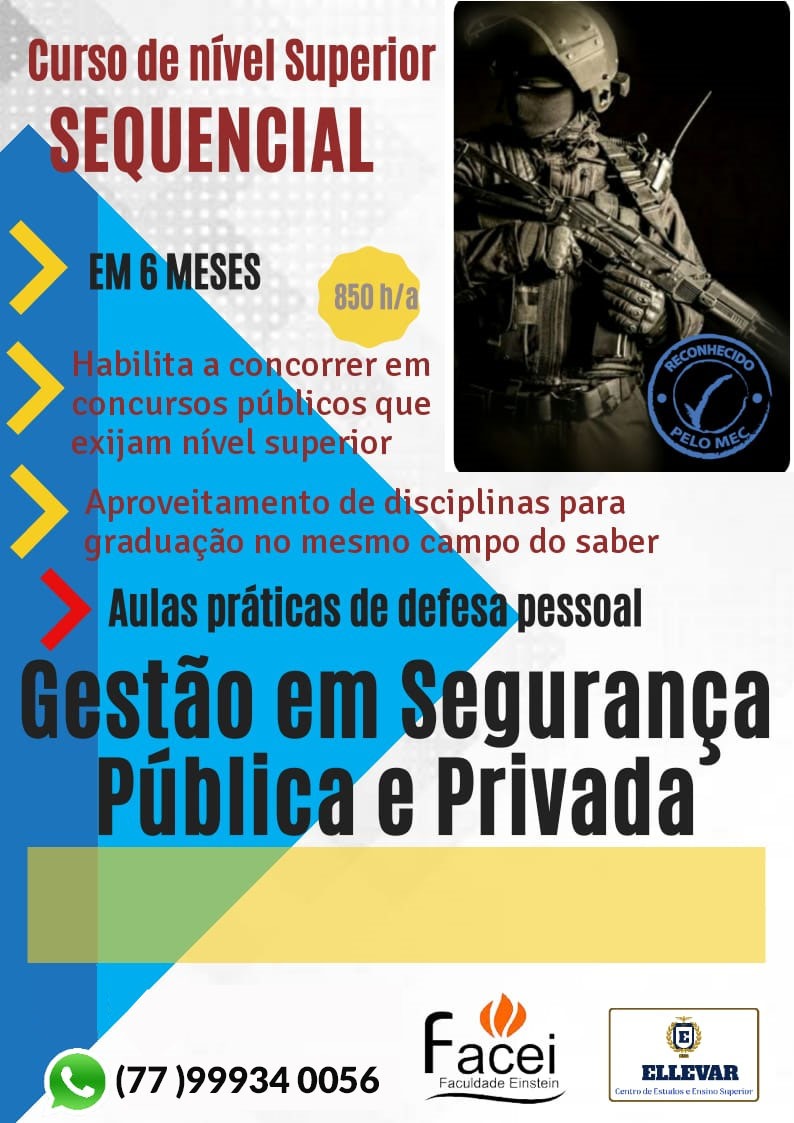 Curso de nível Superior
SEQUENCIAL
EM 6 MESES
850 h/a
Habilita a concorrer em
concursos públicos que
exijam nível superior
RECONHECIDO
PELO MEC
Aproveitamento de disciplinas para
graduação no mesmo campo do saber
Aulas práticas de defesa pessoal
Gestão em Segurança
Pública e Privada
(77 )99934 0056
Facei
Faculdade Einstein
E
ELLEVAR
Centro de Estudos e Ensino Superior